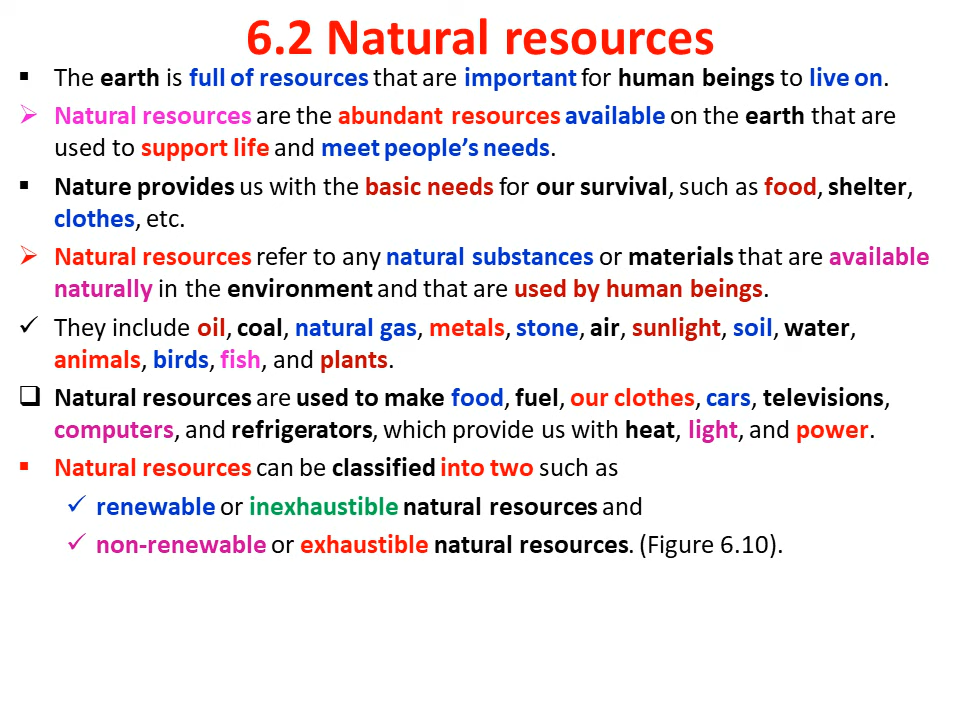 6.2 Natural resources
▪ The earth is full of resources that are important for human beings to live on.
➢ Natural resources are the abundant resources available on the earth that are
used to support life and meet people’s needs.
▪ Nature provides us with the basic needs for our survival, such as food, shelter,
clothes, etc.
➢ Natural resources refer to any natural substances or materials that are available
naturally in the environment and that are used by human beings.
✓ They include oil, coal, natural gas, metals, stone, air, sunlight, soil, water,
animals, birds, fish, and plants.
❑ Natural resources are used to make food, fuel, our clothes, cars, televisions,
computers, and refrigerators, which provide us with heat, light, and power.
▪ Natural resources can be classified into two such as
✓ renewable or inexhaustible natural resources and
✓ non-renewable or exhaustible natural resources. (Figure 6.10).